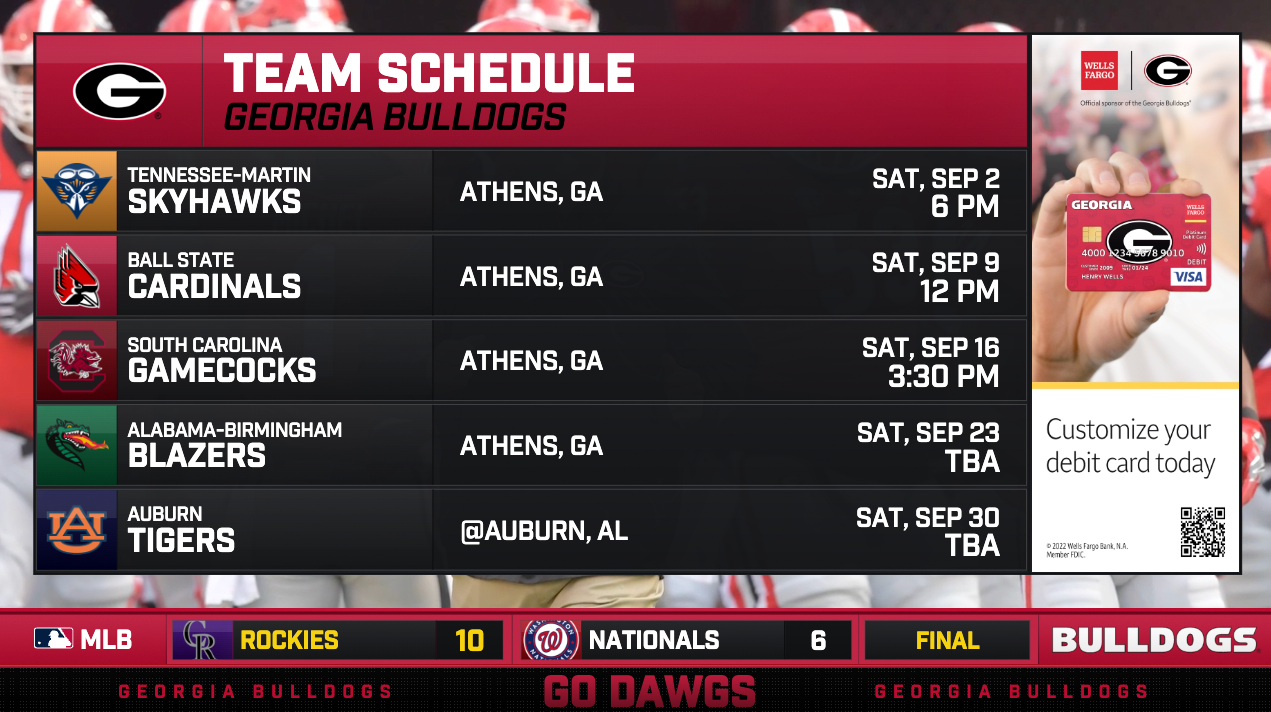 TEAM SCHEDULE
GEORGIA BULLDOGS
TENNESSEE-MARTIN
SKYHAWKS
ATHENS, GA
SAT, SEP 2
6 PM
BALL STATE
CARDINALS
ATHENS, GA
SAT, SEP 9
12 PM
SOUTH CAROLINA
GAMECOCKS
ATHENS, GA
SAT, SEP 16
3:30 PM
ALABAMA-BIRMINGHAM
BLAZERS
ATHENS, GA
SAT, SEP 23
TBA
AUBURN
TIGERS
@AUBURN, AL
SAT, SEP 30
TBA
WELLS
FARGO
G
Official sponsor of the Georgia Bulldogs®
GEORGIA
WELLS
FARGO
Platinum
Debit Card
4000 1234 5678 9010
DEBIT
2009
01/24
HENRY WELLS
VISA
Customize your
debit card today
© 2022 Wells Fargo Bank, N.A.
Member FDIC.
MLB
CR
ROCKIES
10
W
NATIONALS
6
FINAL
BULLDOGS
GEORGIA BULLDOGS
GO DAWGS
GEORGIA BULLDOGS